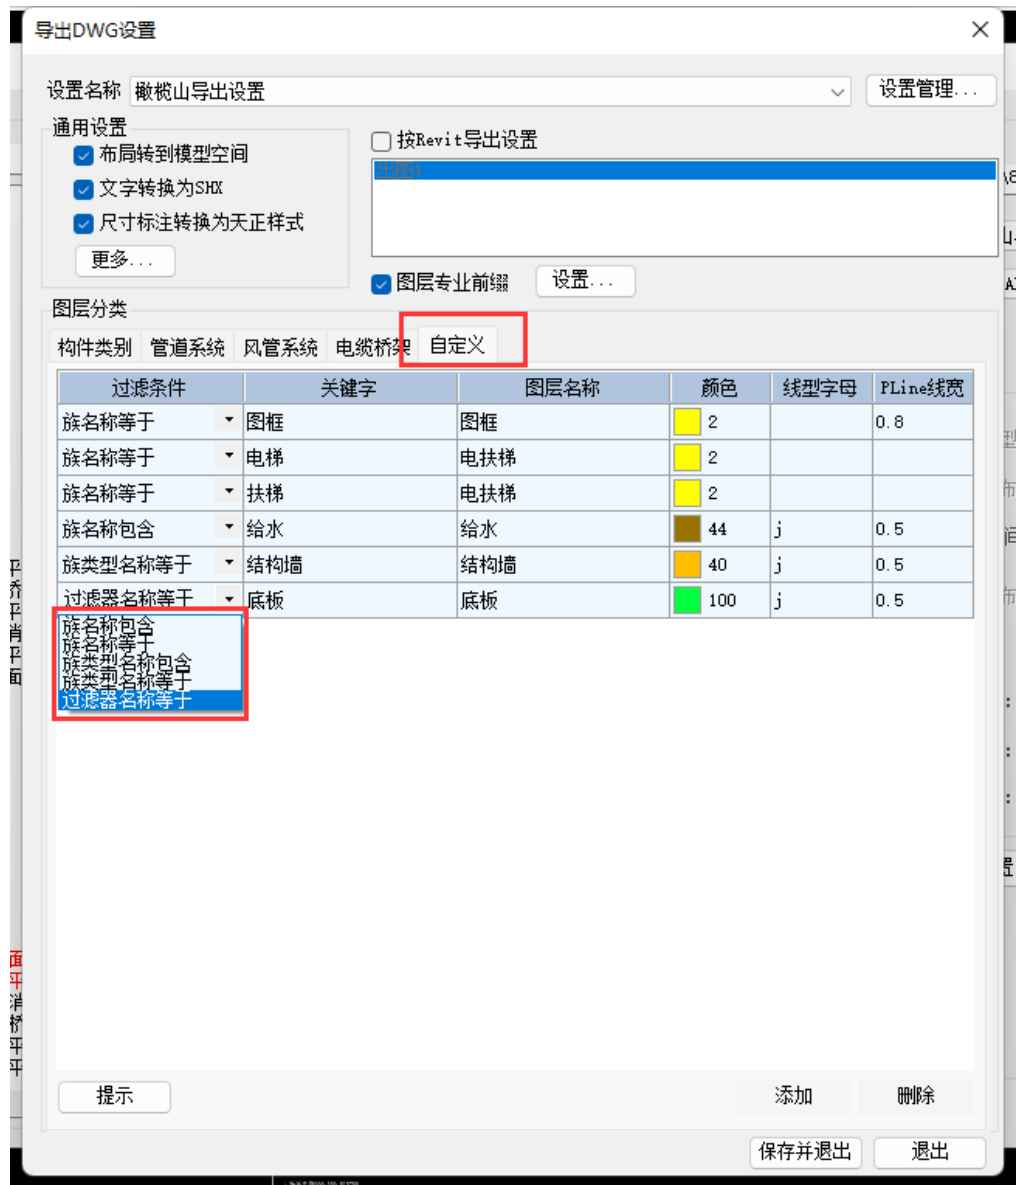 导出DWG设置
设置名称 橄榄山导出设置 设置管理...
通用设置
布局转到模型空间
文字转换为SHX
尺寸标注转换为天正样式
更多...
按Revit导出设置
出图1
图层专业前缀 设置...
图层分类
构件类别 管道系统 风管系统 电缆桥架 自定义
过滤条件 关键字 图层名称 颜色 线型字母 PLine线宽
族名称等于 图框 图框 2 0.8
族名称等于 电梯 电扶梯 2
族名称等于 扶梯 电扶梯 2
族名称包含 给水 给水 44 j 0.5
族类型名称等于 结构墙 结构墙 40 j 0.5
过滤器名称等于 底板 底板 100 j 0.5
族名称包含
族名称等于
族类型名称包含
族类型名称等于
过滤器名称等于
提示 添加 删除
保存并退出 退出